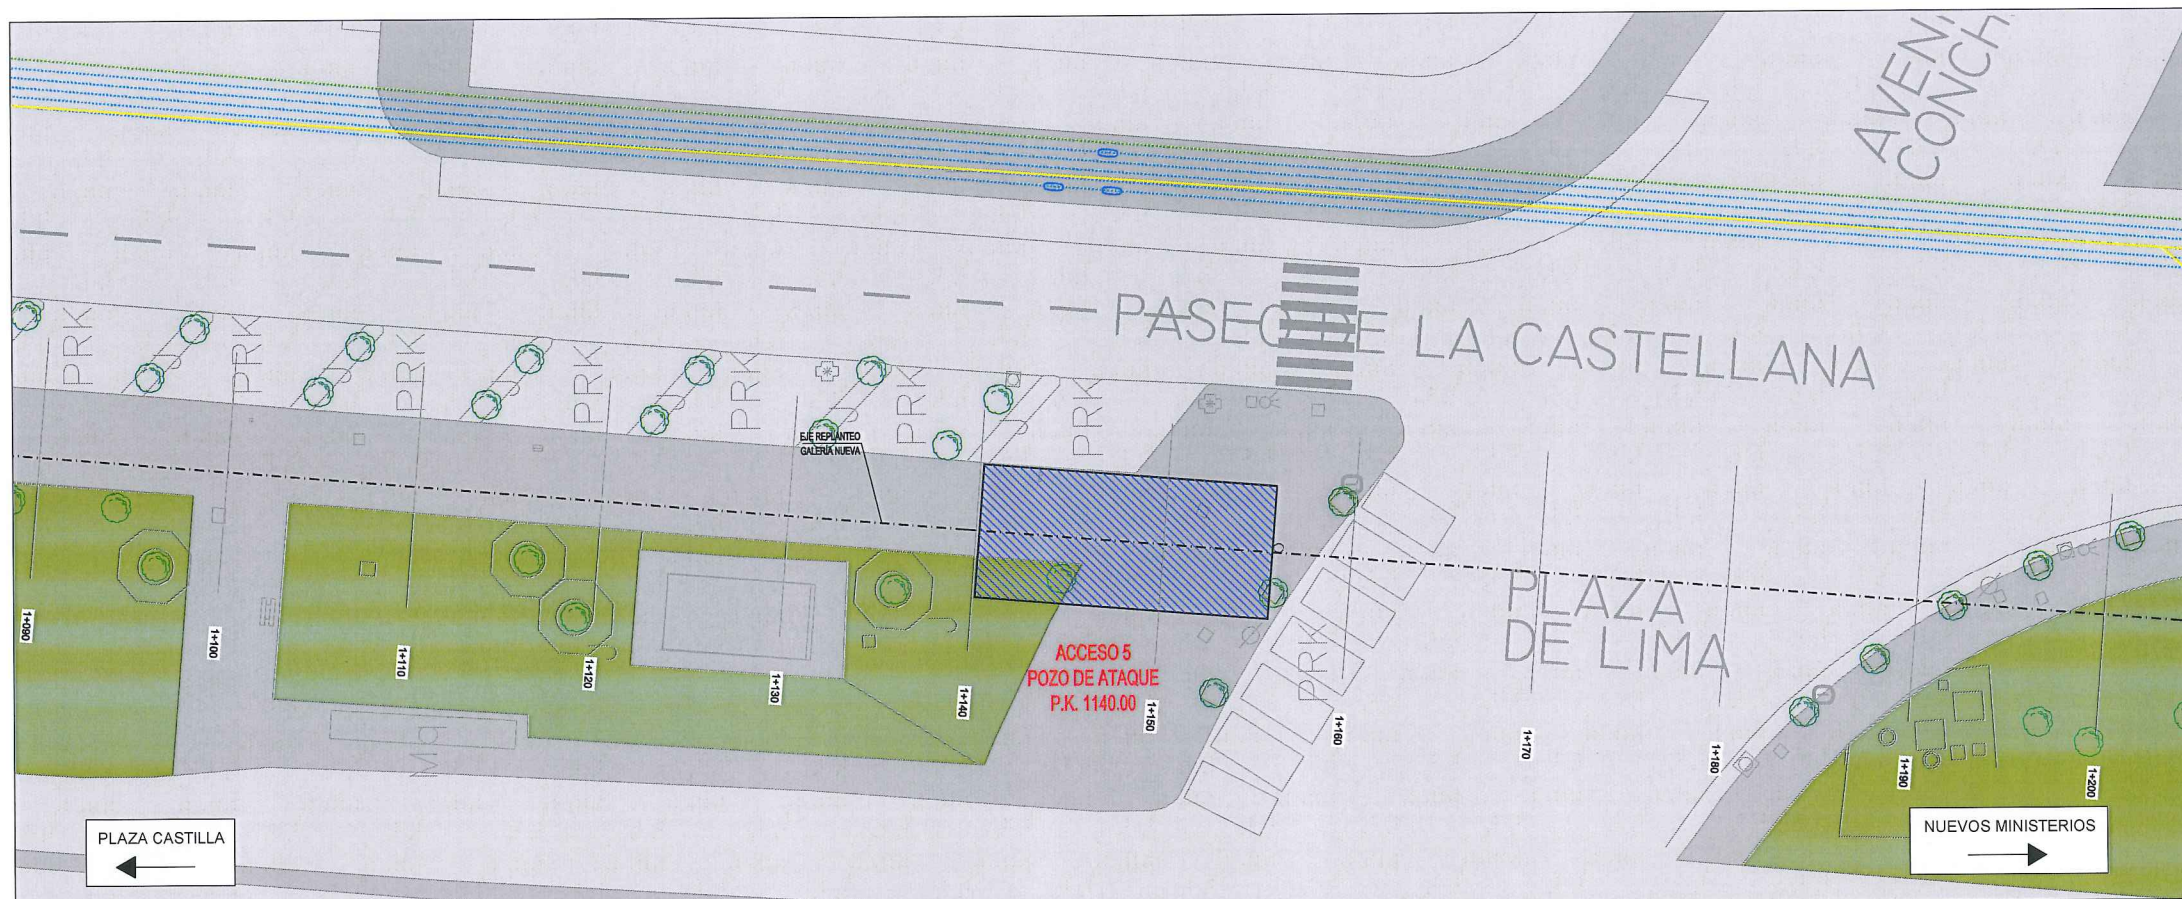 AVEN
CONCH
PASEO DE LA CASTELLANA
PRK
PRK
PRK
PRK
PRK
PRK
PRK
EJE REPLANTEO
GALERÍA NUEVA
PLAZA
DE LIMA
PRK
ACCESO 5
POZO DE ATAQUE
P.K. 1140.00
1+090
1+100
1+110
1+120
1+130
1+140
1+150
1+160
1+170
1+180
1+190
1+200
PLAZA CASTILLA
NUEVOS MINISTERIOS